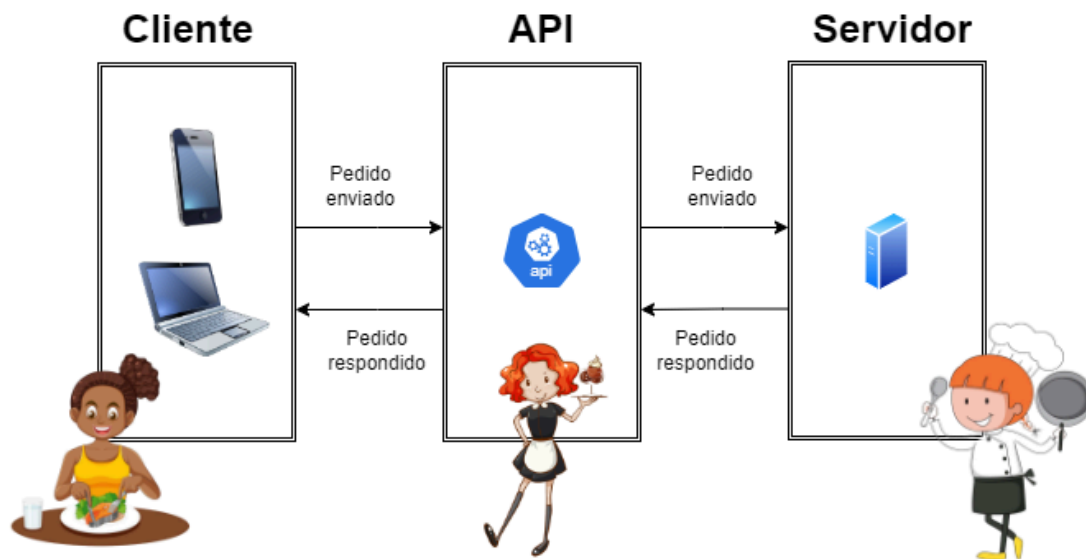 Cliente
API
Servidor
Pedido
enviado
Pedido
enviado
api
Pedido
respondido
Pedido
respondido